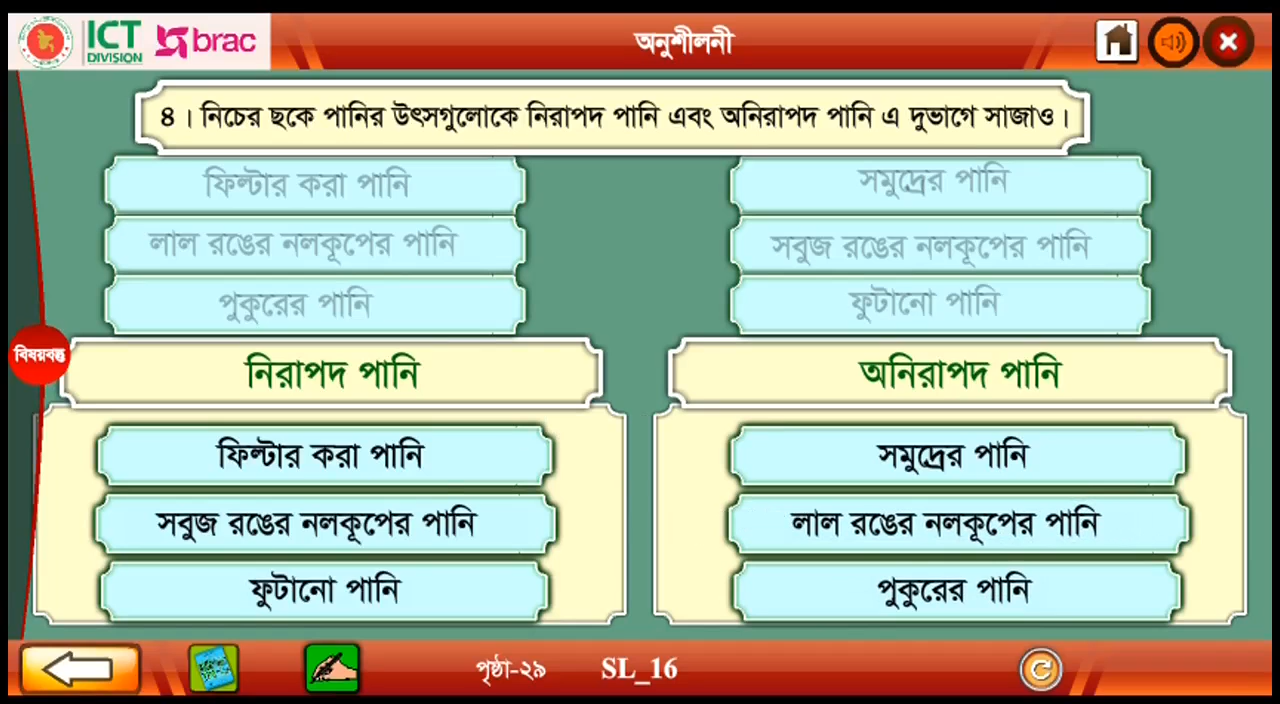 ICT
DIVISION
brac
অনুশীলনী
৪। নিচের ছকে পানির উৎসগুলোকে নিরাপদ পানি এবং অনিরাপদ পানি এ দুভাগে সাজাও।
ফিল্টার করা পানি
সমুদ্রের পানি
লাল রঙের নলকূপের পানি
সবুজ রঙের নলকূপের পানি
পুকুরের পানি
ফুটানো পানি
বিষয়বস্তু
নিরাপদ পানি
অনিরাপদ পানি
ফিল্টার করা পানি
সমুদ্রের পানি
সবুজ রঙের নলকূপের পানি
লাল রঙের নলকূপের পানি
ফুটানো পানি
পুকুরের পানি
পৃষ্ঠা-২৯
SL_16